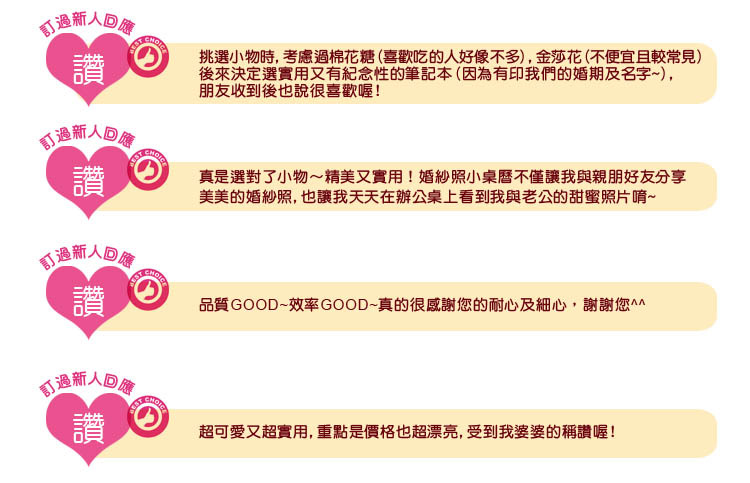 訂過新人回應
讚
BEST CHOICE
挑選小物時,考慮過棉花糖(喜歡吃的人好像不多),金莎花(不便宜且較常見)
後來決定選實用又有紀念性的筆記本(因為有印我們的婚期及名字~),
朋友收到後也說很喜歡喔!
訂過新人回應
讚
BEST CHOICE
真是選對了小物～精美又實用！婚紗照小桌曆不僅讓我與親朋好友分享
美美的婚紗照,也讓我天天在辦公桌上看到我與老公的甜蜜照片唷~
訂過新人回應
讚
BEST CHOICE
品質GOOD~效率GOOD~真的很感謝您的耐心及細心，謝謝您^^
訂過新人回應
讚
BEST CHOICE
超可愛又超實用,重點是價格也超漂亮,受到我婆婆的稱讚喔!